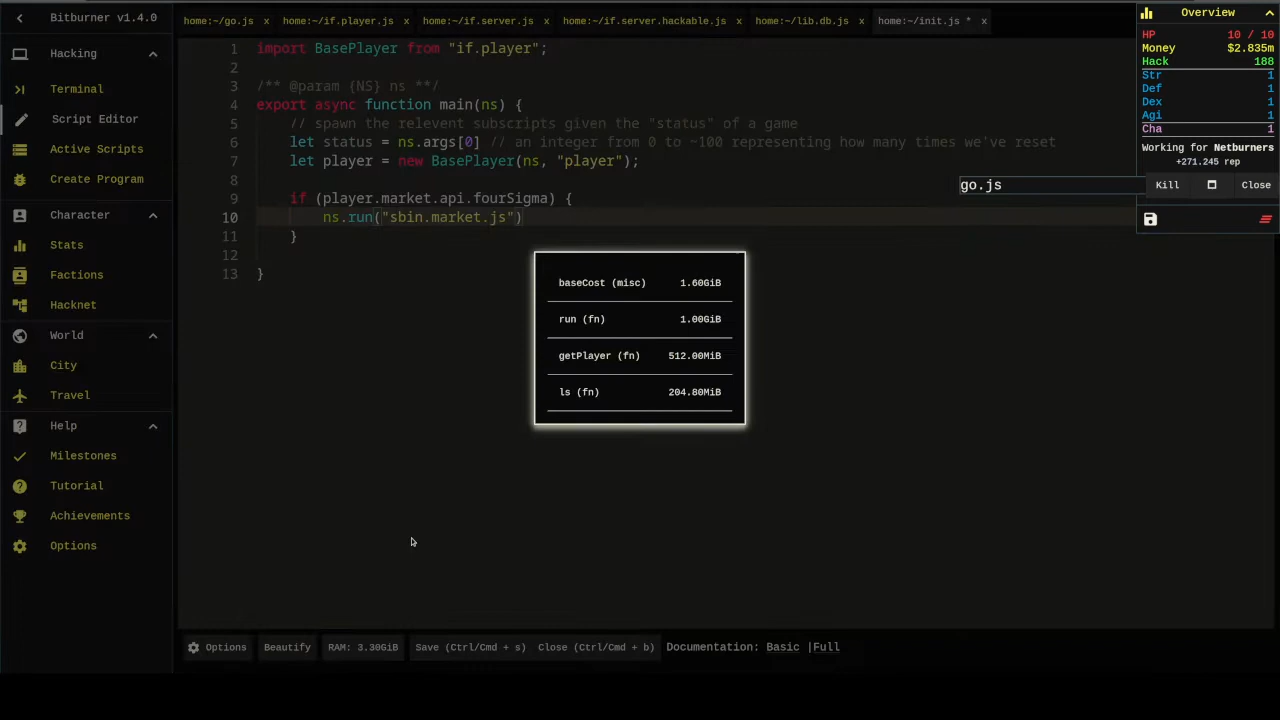 Bitburner v1.4.0
Hacking
Terminal
Script Editor
Active Scripts
Create Program
Character
Stats
Factions
Hacknet
World
City
Travel
Help
Milestones
Tutorial
Achievements
Options
home:~/go.js x home:~/if.player.js x home:~/if.server.js x home:~/if.server.hackable.js x home:~/lib.db.js x home:~/init.js * x
1 import BasePlayer from "if.player";
2
3 /** @param {NS} ns **/
4 export async function main(ns) {
5 // spawn the relevent subscripts given the "status" of a game
6 let status = ns.args[0] // an integer from 0 to ~100 representing how many times we've reset
7 let player = new BasePlayer(ns, "player");
8
9 if (player.market.api.fourSigma) {
10 ns.run("sbin.market.js")
11 }
12
13 }
baseCost (misc) 1.60GiB
run (fn) 1.00GiB
getPlayer (fn) 512.00MiB
ls (fn) 204.80MiB
Options Beautify RAM: 3.30GiB Save (Ctrl/Cmd + s) Close (Ctrl/Cmd + b) Documentation: Basic |Full
Overview
HP 10 / 10
Money $2.835m
Hack 188
Str 1
Def 1
Dex 1
Agi 1
Cha 1
Working for Netburners
+271.245 rep
go.js
Kill Close